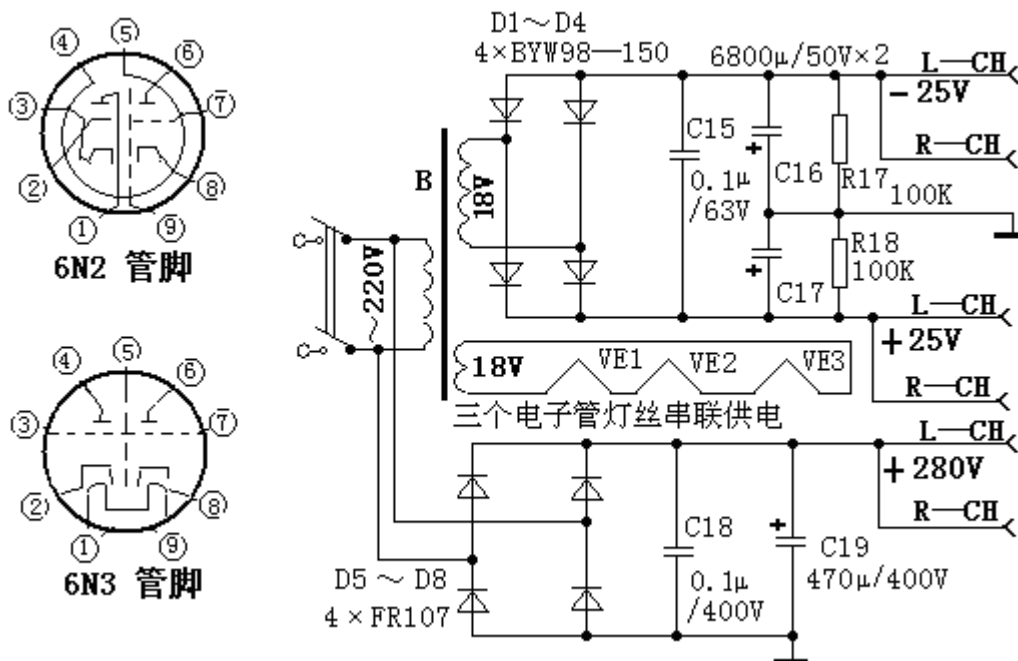 ④ ⑤ ⑥
③ ⑦
② ⑧
① ⑨
6N2 管脚
④ ⑤ ⑥
③ ⑦
② ⑧
① ⑨
6N3 管脚
D1～D4
4×BYW98—150
6800μ/50V×2
L—CH
-25V
R—CH
C15
0.1μ
/63V
C16
R17
100K
B
18V
～220V
C17
R18
100K
L—CH
+25V
R—CH
18V
VE1
VE2
VE3
三个电子管灯丝串联供电
L—CH
+280V
R—CH
D5 ～ D8
4×FR107
C18
0.1μ
/400V
C19
470μ/400V